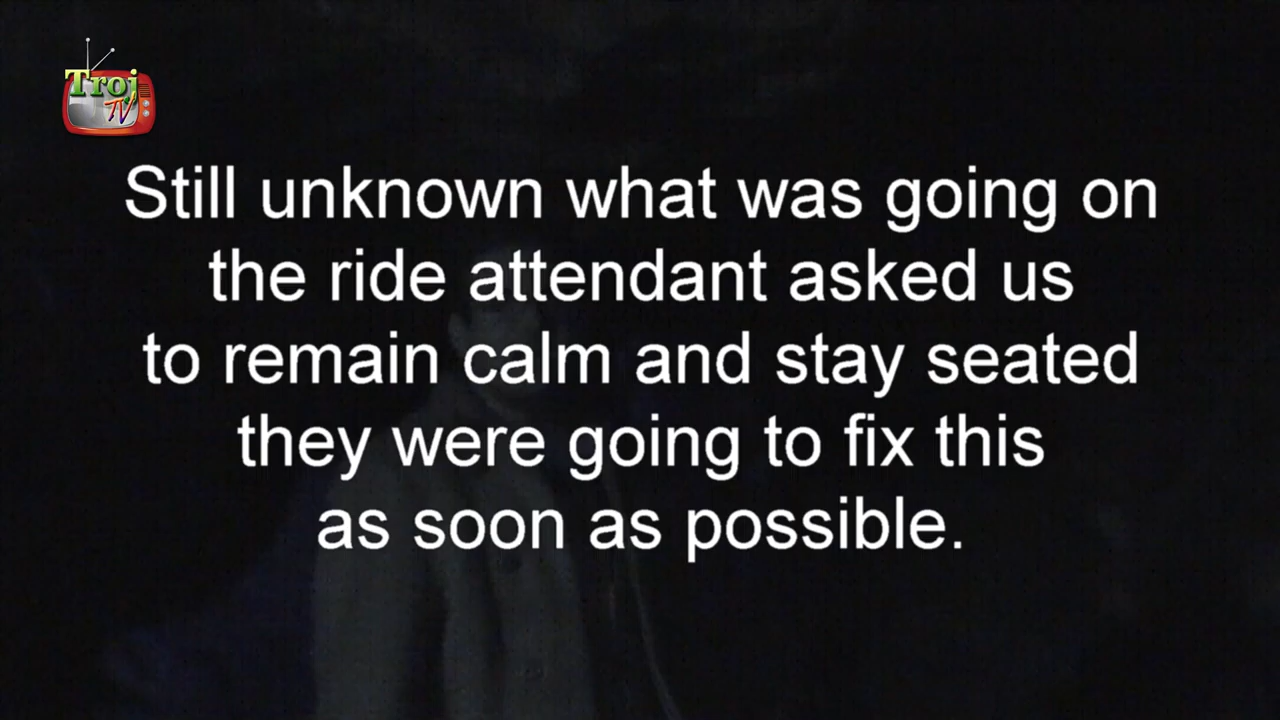 Troj
TV
Still unknown what was going on
the ride attendant asked us
to remain calm and stay seated
they were going to fix this
as soon as possible.